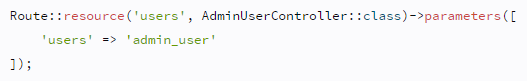 Route::resource('users', AdminUserController::class)->parameters([
    'users' => 'admin_user'
]);